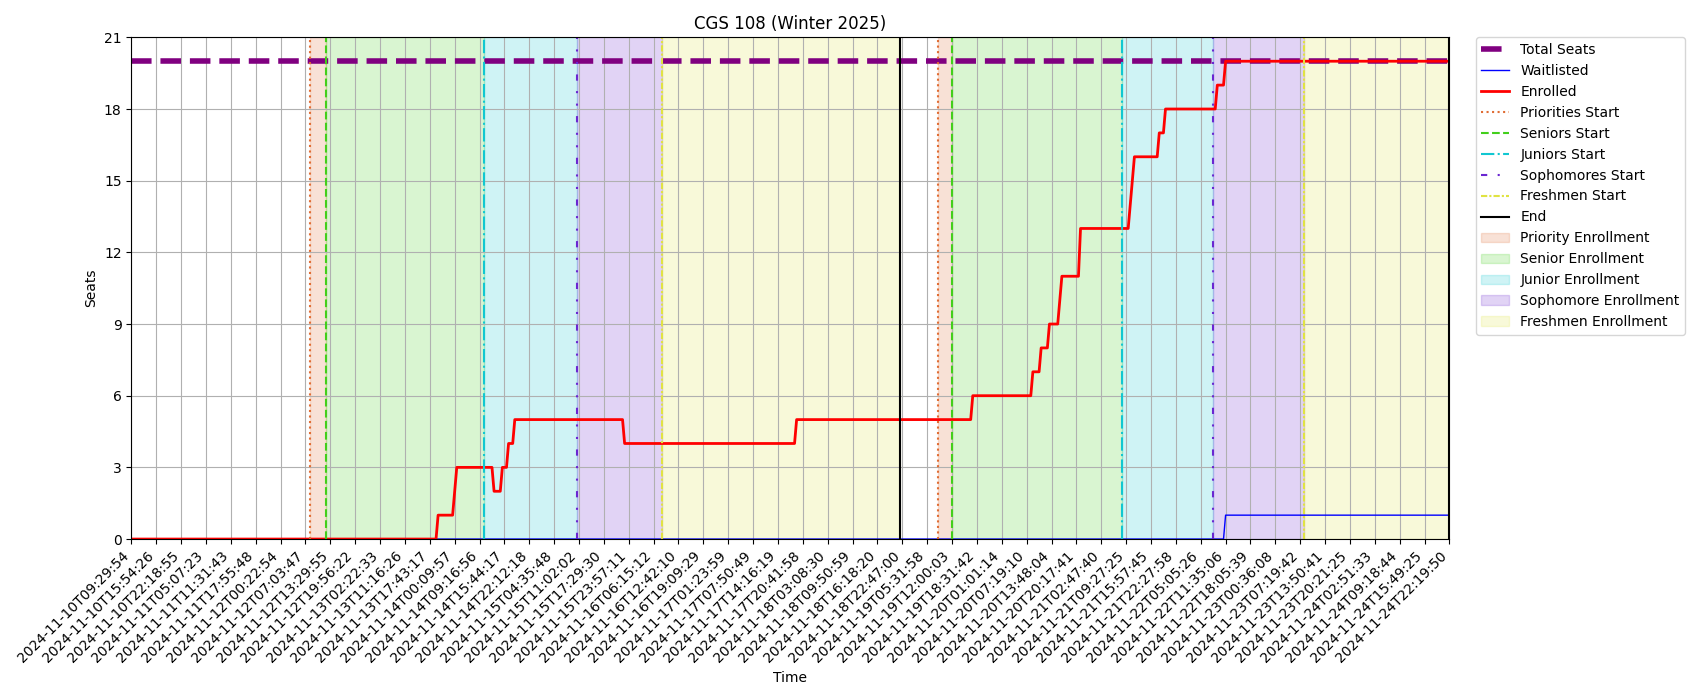 CGS 108 (Winter 2025)
21
18
15
12
9
6
3
0
Seats
2024-11-10T09:29:54
2024-11-10T15:54:26
2024-11-10T22:18:55
2024-11-11T05:07:23
2024-11-11T11:31:43
2024-11-11T17:55:48
2024-11-12T00:22:54
2024-11-12T07:03:47
2024-11-12T13:29:55
2024-11-12T19:56:22
2024-11-13T02:22:33
2024-11-13T11:16:26
2024-11-13T17:43:17
2024-11-14T00:09:57
2024-11-14T09:16:56
2024-11-14T15:44:17
2024-11-14T22:12:18
2024-11-15T04:35:48
2024-11-15T11:02:02
2024-11-15T17:29:30
2024-11-15T23:57:11
2024-11-16T06:15:12
2024-11-16T12:42:10
2024-11-16T19:09:29
2024-11-17T01:23:59
2024-11-17T07:50:49
2024-11-17T14:16:19
2024-11-17T20:41:58
2024-11-18T03:08:30
2024-11-18T09:50:59
2024-11-18T16:18:20
2024-11-18T22:47:00
2024-11-19T05:31:58
2024-11-19T12:00:03
2024-11-19T18:31:42
2024-11-20T01:01:14
2024-11-20T07:19:10
2024-11-20T13:48:04
2024-11-20T20:17:41
2024-11-21T02:47:40
2024-11-21T09:27:25
2024-11-21T15:57:45
2024-11-21T22:27:58
2024-11-22T05:05:26
2024-11-22T11:35:06
2024-11-22T18:05:39
2024-11-23T00:36:08
2024-11-23T07:19:42
2024-11-23T13:50:41
2024-11-23T20:21:25
2024-11-24T02:51:33
2024-11-24T09:18:44
2024-11-24T15:49:25
2024-11-24T22:19:50
Time
Total Seats
Waitlisted
Enrolled
Priorities Start
Seniors Start
Juniors Start
Sophomores Start
Freshmen Start
End
Priority Enrollment
Senior Enrollment
Junior Enrollment
Sophomore Enrollment
Freshmen Enrollment